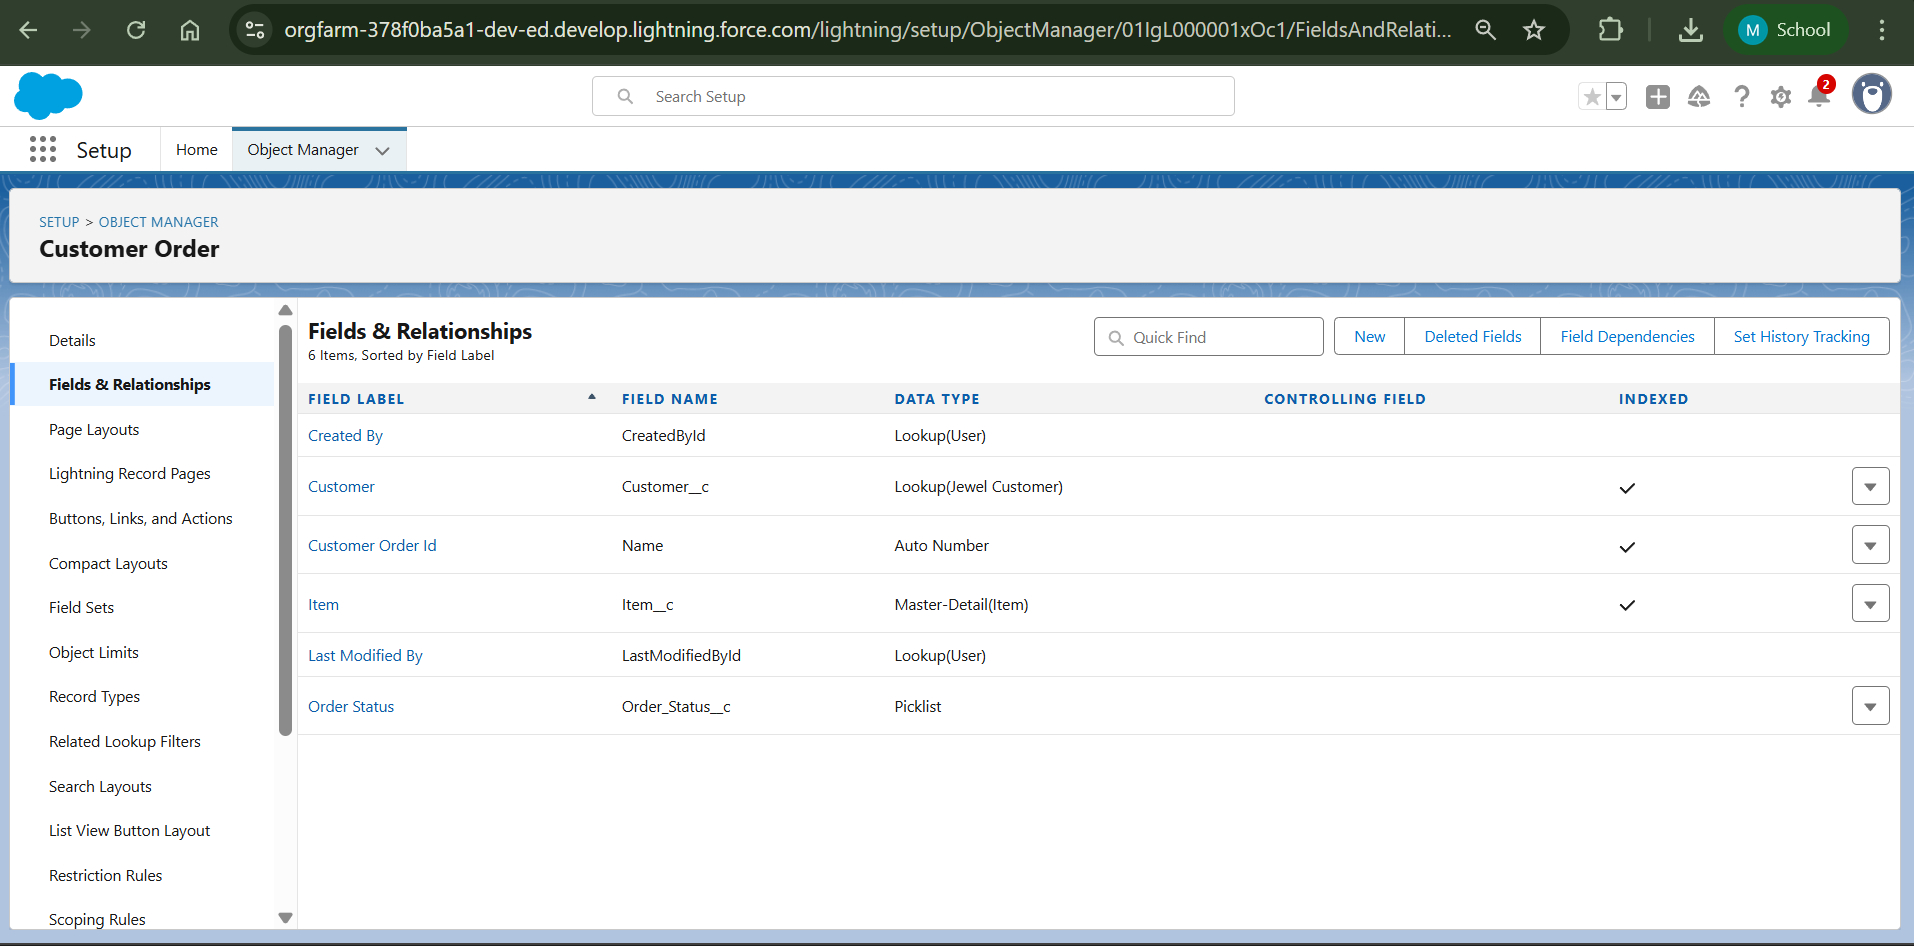 orgfarm-378f0ba5a1-dev-ed.develop.lightning.force.com/lightning/setup/ObjectManager/01IgL000001xOc1/FieldsAndRelati...
M School
Search Setup
2
Setup Home Object Manager
SETUP > OBJECT MANAGER
Customer Order
Details
Fields & Relationships
Page Layouts
Lightning Record Pages
Buttons, Links, and Actions
Compact Layouts
Field Sets
Object Limits
Record Types
Related Lookup Filters
Search Layouts
List View Button Layout
Restriction Rules
Scoping Rules
Fields & Relationships
6 Items, Sorted by Field Label
Quick Find New Deleted Fields Field Dependencies Set History Tracking
FIELD LABEL FIELD NAME DATA TYPE CONTROLLING FIELD INDEXED
Created By CreatedById Lookup(User)
Customer Customer__c Lookup(Jewel Customer)
Customer Order Id Name Auto Number
Item Item__c Master-Detail(Item)
Last Modified By LastModifiedById Lookup(User)
Order Status Order_Status__c Picklist